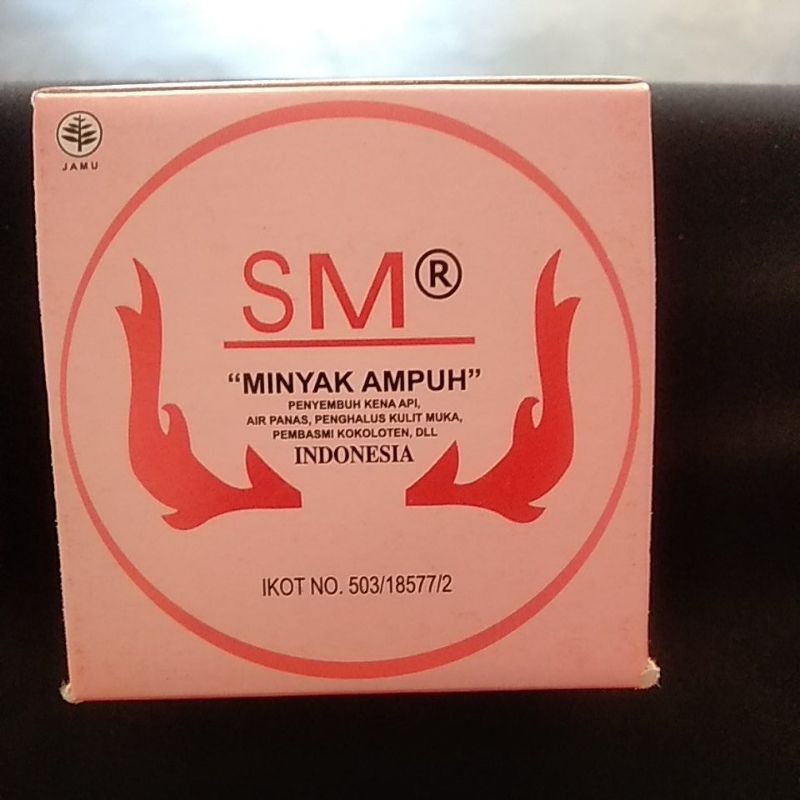 JAMU
SM®
“MINYAK AMPUH”
PENYEMBUH KENA API,
AIR PANAS, PENGHALUS KULIT MUKA,
PEMBASMI KOKOLOTEN, DLL
INDONESIA
IKOT NO. 503/18577/2